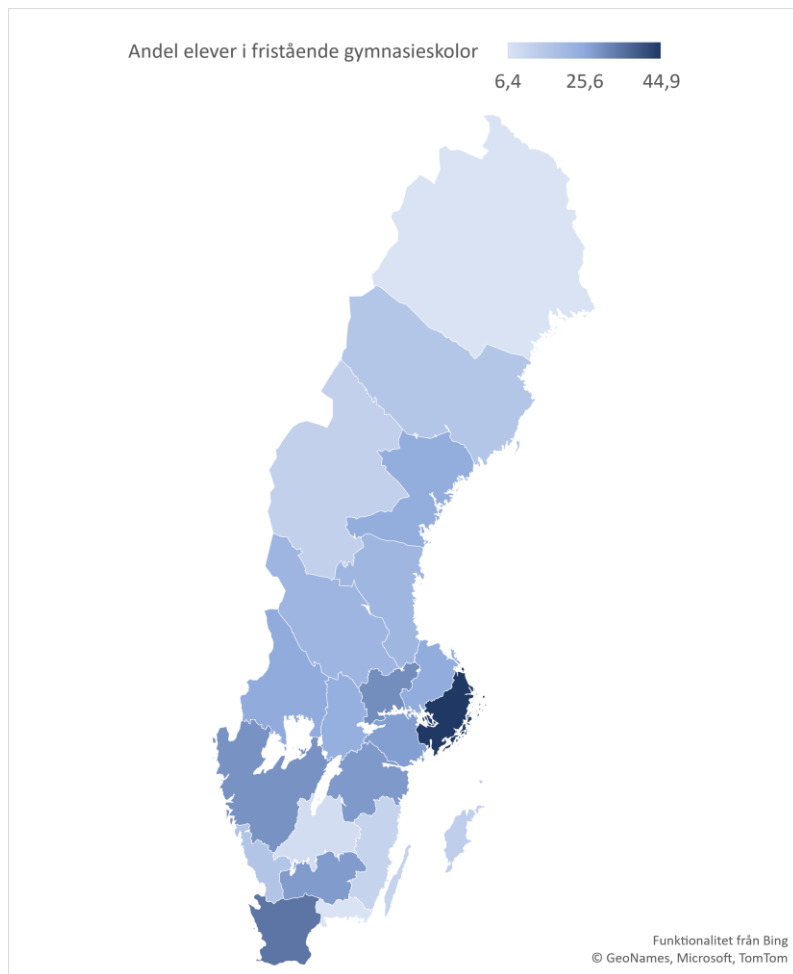 Andel elever i fristående gymnasieskolor
6,4 25,6 44,9
Funktionalitet från Bing
© GeoNames, Microsoft, TomTom